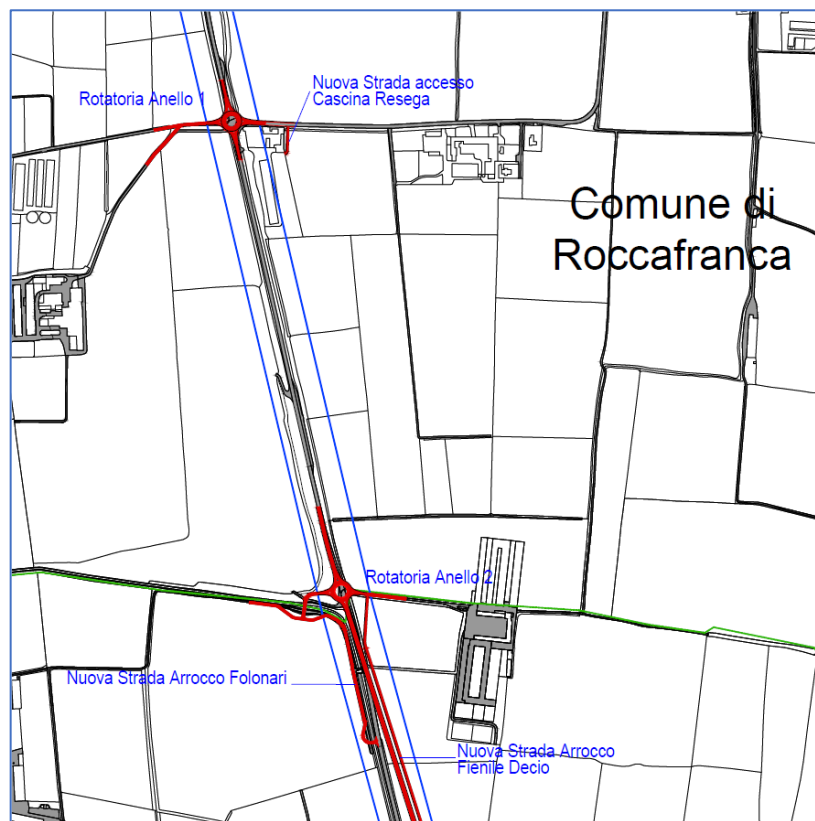 Nuova Strada accesso
Cascina Resega
Rotatoria Anello 1
Comune di
Roccafranca
Rotatoria Anello 2
Nuova Strada Arrocco Folonari
Nuova Strada Arrocco
Fienile Decio